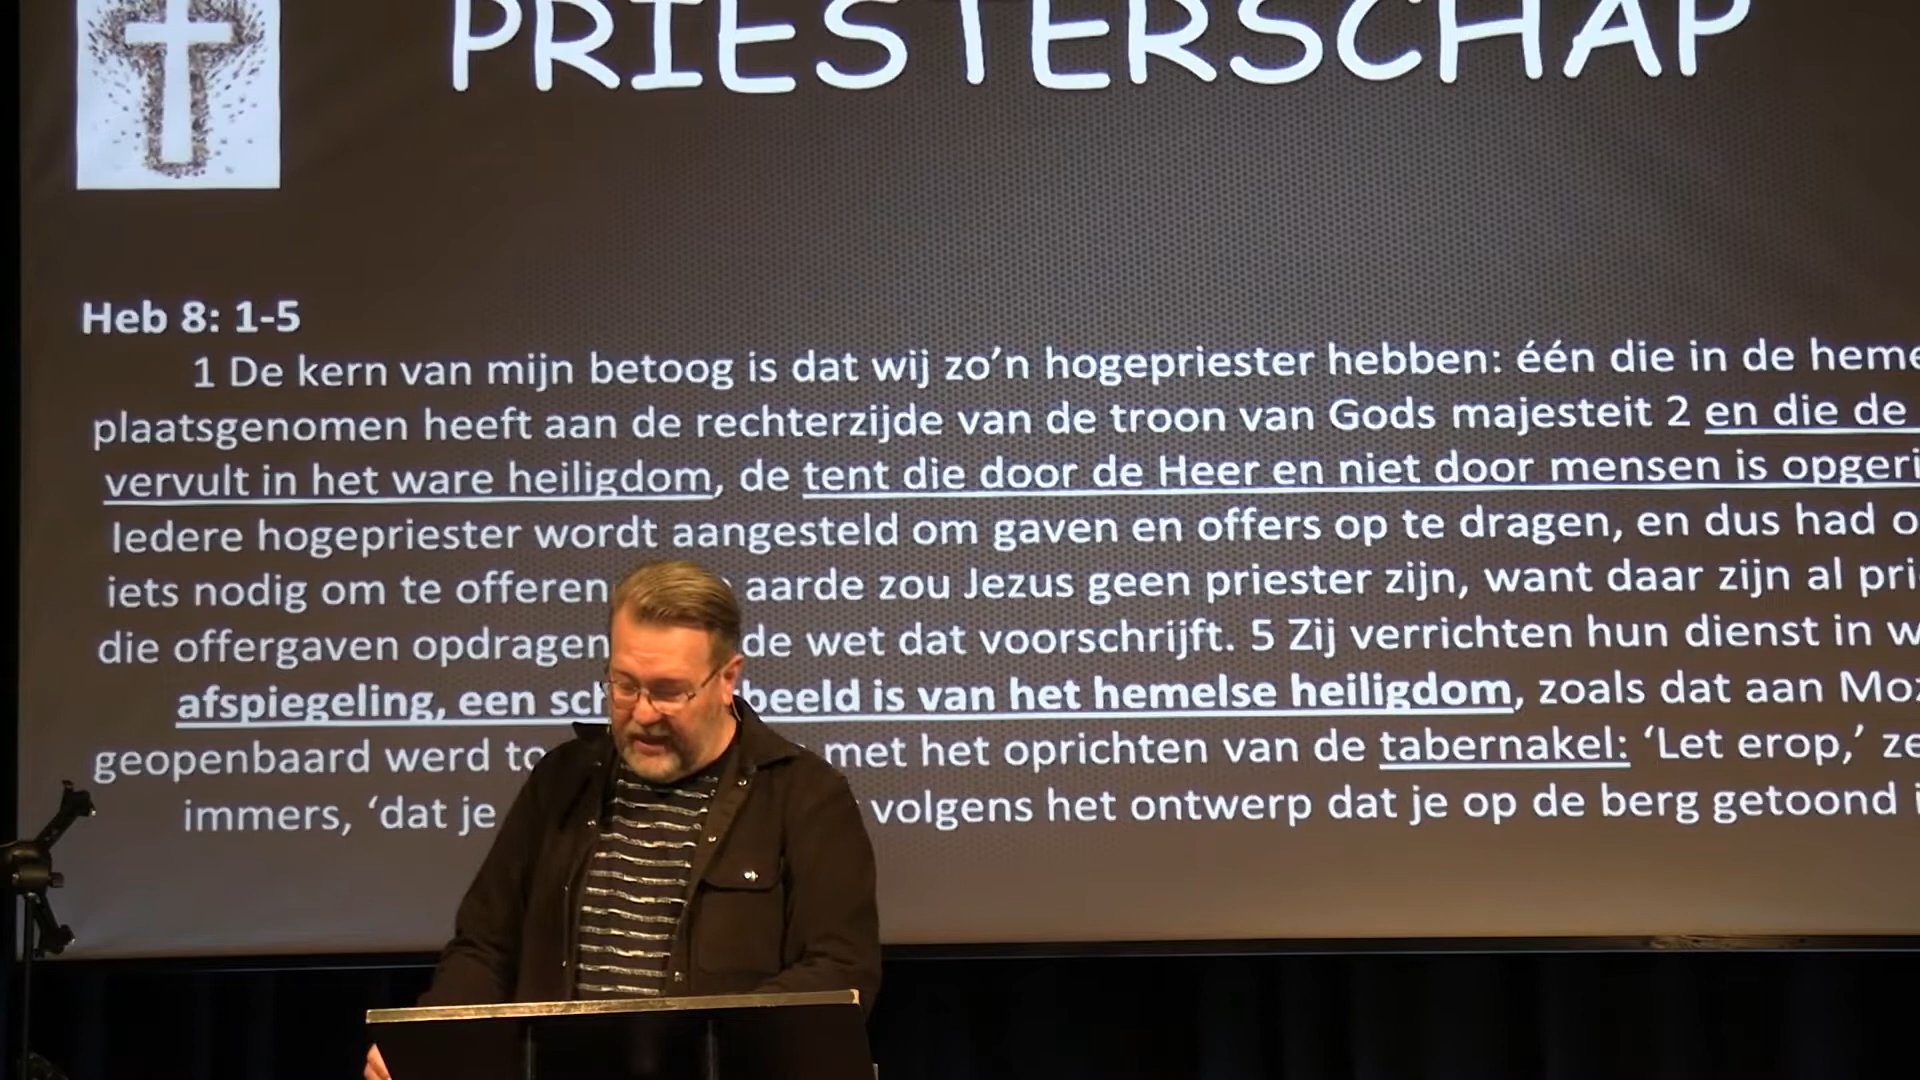 PRIESTERSCHAP
Heb 8: 1-5
1 De kern van mijn betoog is dat wij zo’n hogepriester hebben: één die in de heme
plaatsgenomen heeft aan de rechterzijde van de troon van Gods majesteit 2 en die de
vervult in het ware heiligdom, de tent die door de Heer en niet door mensen is opgeri
Iedere hogepriester wordt aangesteld om gaven en offers op te dragen, en dus had o
iets nodig om te offeren aarde zou Jezus geen priester zijn, want daar zijn al pri
die offergaven opdragen de wet dat voorschrijft. 5 Zij verrichten hun dienst in w
afspiegeling, een sch beeld is van het hemelse heiligdom, zoals dat aan Moz
geopenbaard werd to met het oprichten van de tabernakel: ‘Let erop,’ ze
immers, ‘dat je volgens het ontwerp dat je op de berg getoond i